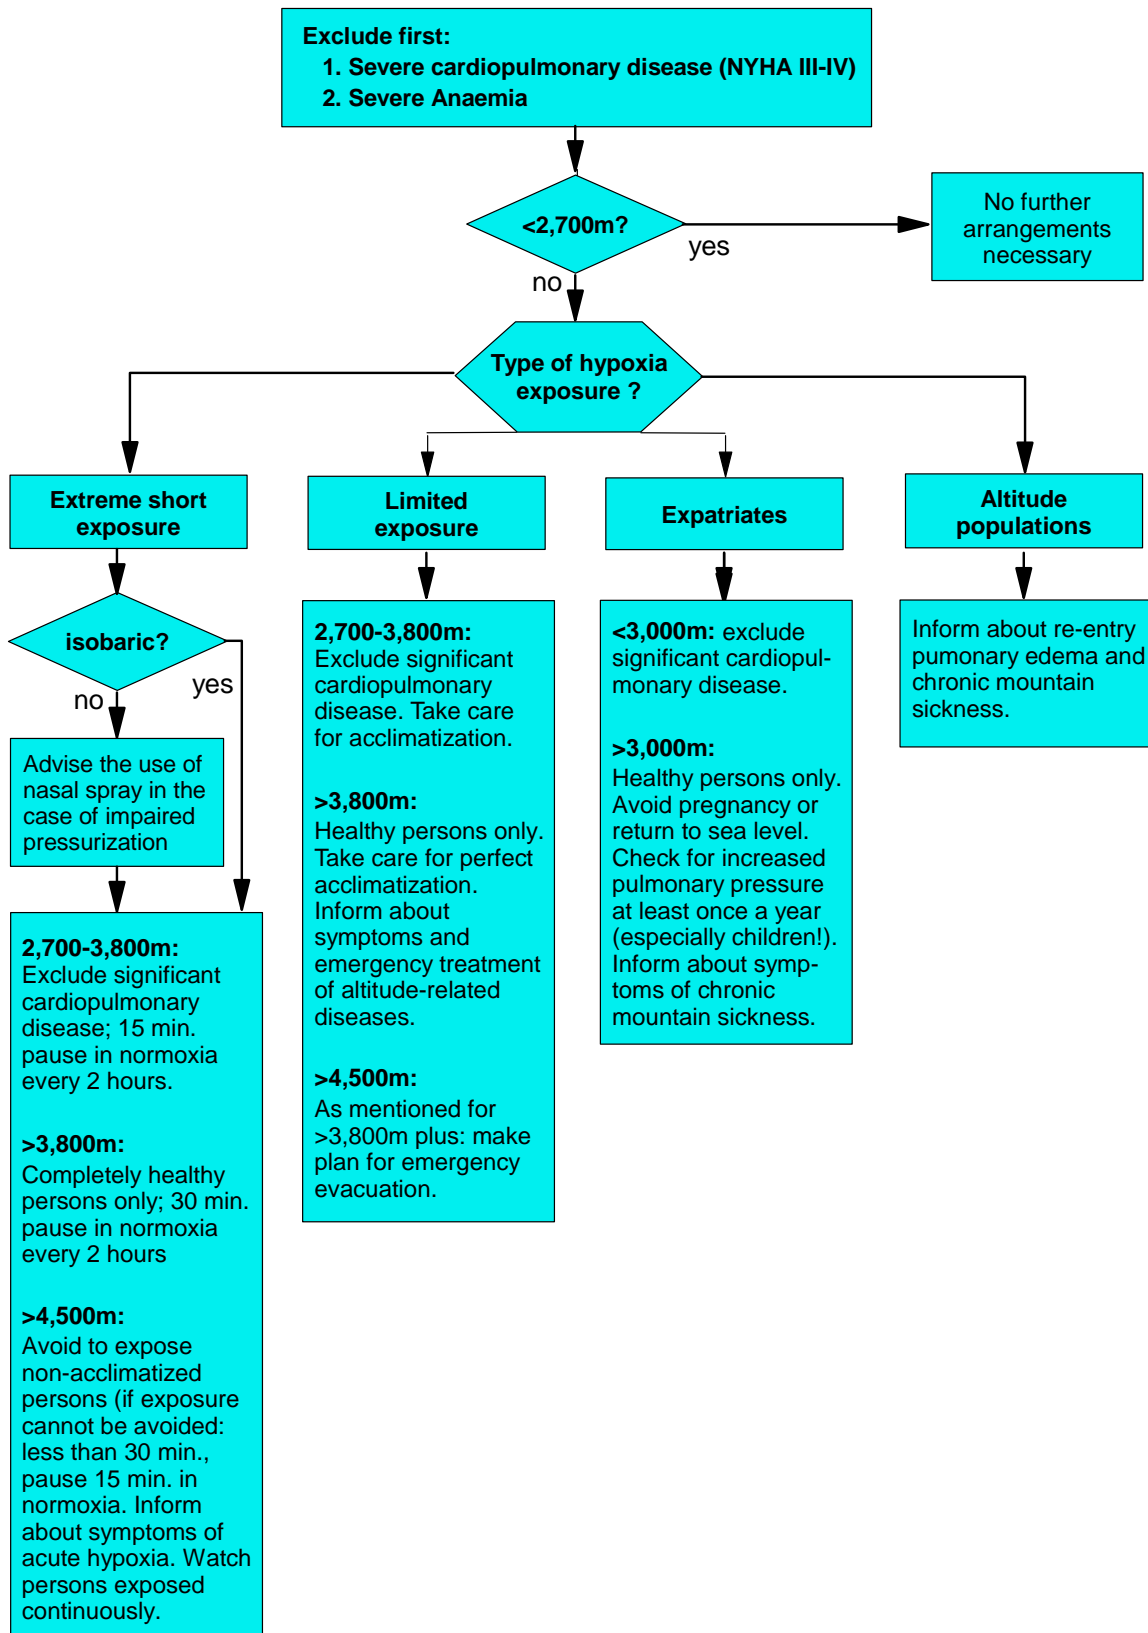 Exclude first:
1. Severe cardiopulmonary disease (NYHA III-IV)
2. Severe Anaemia
<2,700m?
yes
No further
arrangements
necessary
no
Type of hypoxia
exposure ?
Extreme short
exposure
Limited
exposure
Expatriates
Altitude
populations
isobaric?
no
yes
Advise the use of
nasal spray in the
case of impaired
pressurization
2,700-3,800m:
Exclude significant
cardiopulmonary
disease; 15 min.
pause in normoxia
every 2 hours.
>3,800m:
Completely healthy
persons only; 30 min.
pause in normoxia
every 2 hours
>4,500m:
Avoid to expose
non-acclimatized
persons (if exposure
cannot be avoided:
less than 30 min.,
pause 15 min. in
normoxia. Inform
about symptoms of
acute hypoxia. Watch
persons exposed
continuously.
2,700-3,800m:
Exclude significant
cardiopulmonary
disease. Take care
for acclimatization.
>3,800m:
Healthy persons only.
Take care for perfect
acclimatization.
Inform about
symptoms and
emergency treatment
of altitude-related
diseases.
>4,500m:
As mentioned for
>3,800m plus: make
plan for emergency
evacuation.
<3,000m: exclude
significant cardiopul-
monary disease.
>3,000m:
Healthy persons only.
Avoid pregnancy or
return to sea level.
Check for increased
pulmonary pressure
at least once a year
(especially children!).
Inform about symp-
toms of chronic
mountain sickness.
Inform about re-entry
pumonary edema and
chronic mountain
sickness.